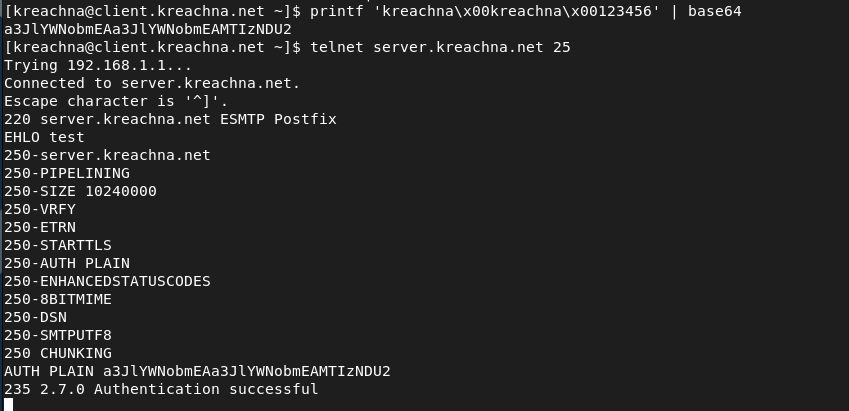 [kreachna@client.kreachna.net ~]$ printf 'kreachna\x00kreachna\x00123456' | base64
a3JlYWNobmEAa3JlYWNobmEAMTIzNDU2
[kreachna@client.kreachna.net ~]$ telnet server.kreachna.net 25
Trying 192.168.1.1...
Connected to server.kreachna.net.
Escape character is '^]'.
220 server.kreachna.net ESMTP Postfix
EHLO test
250-server.kreachna.net
250-PIPELINING
250-SIZE 10240000
250-VRFY
250-ETRN
250-STARTTLS
250-AUTH PLAIN
250-ENHANCEDSTATUSCODES
250-8BITMIME
250-DSN
250-SMTPUTF8
250 CHUNKING
AUTH PLAIN a3JlYWNobmEAa3JlYWNobmEAMTIzNDU2
235 2.7.0 Authentication successful